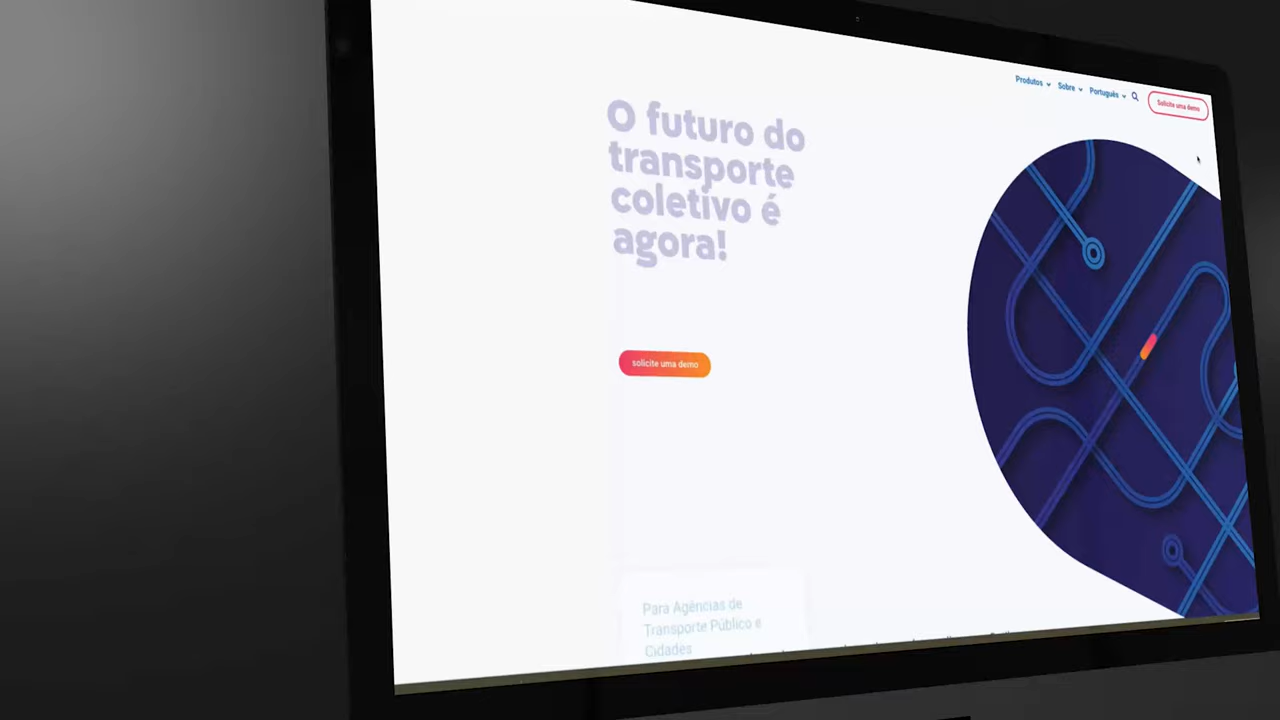 Produtos
Sobre
Português
Solicite uma demo
O futuro do
transporte
coletivo é
agora!
solicite uma demo
Para Agências de
Transporte Público e
Cidades